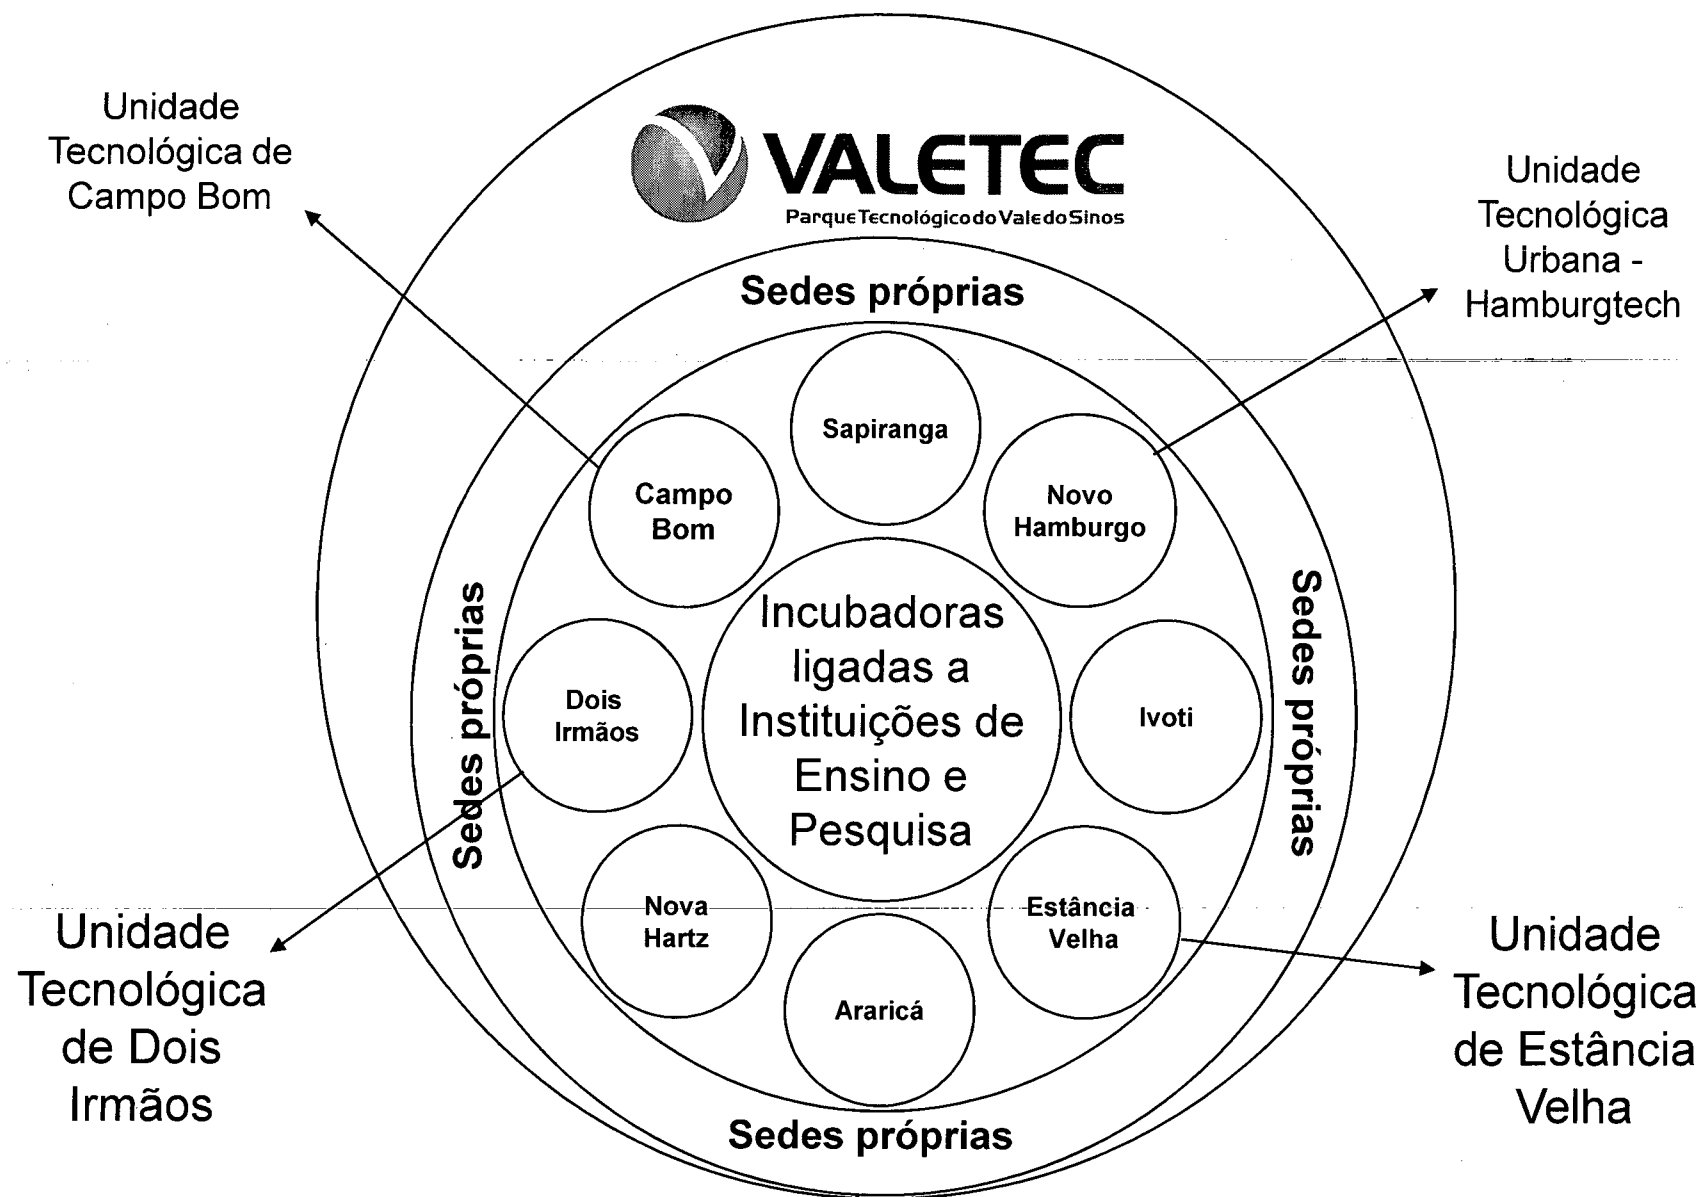 Unidade
Tecnológica de
Campo Bom
VALETEC
Parque Tecnológico do Vale do Sinos
Unidade
Tecnológica
Urbana -
Hamburgtech
Sedes próprias
Sapiranga
Campo
Bom
Novo
Hamburgo
Sedes próprias
Dois
Irmãos
Incubadoras
ligadas a
Instituições de
Ensino e
Pesquisa
Ivoti
Sedes próprias
Nova
Hartz
Araricá
Estância
Velha
Unidade
Tecnológica
de Dois
Irmãos
Unidade
Tecnológica
de Estância
Velha
Sedes próprias